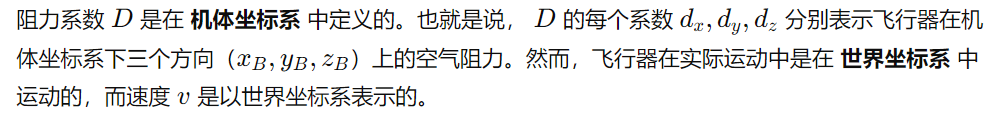 阻力系数 D 是在 机体坐标系 中定义的。也就是说， D 的每个系数 dₓ, d_y, d_z 分别表示飞行器在机
体坐标系下三个方向（x_B, y_B, z_B）上的空气阻力。然而，飞行器在实际运动中是在 世界坐标系 中
运动的，而速度 v 是以世界坐标系表示的。